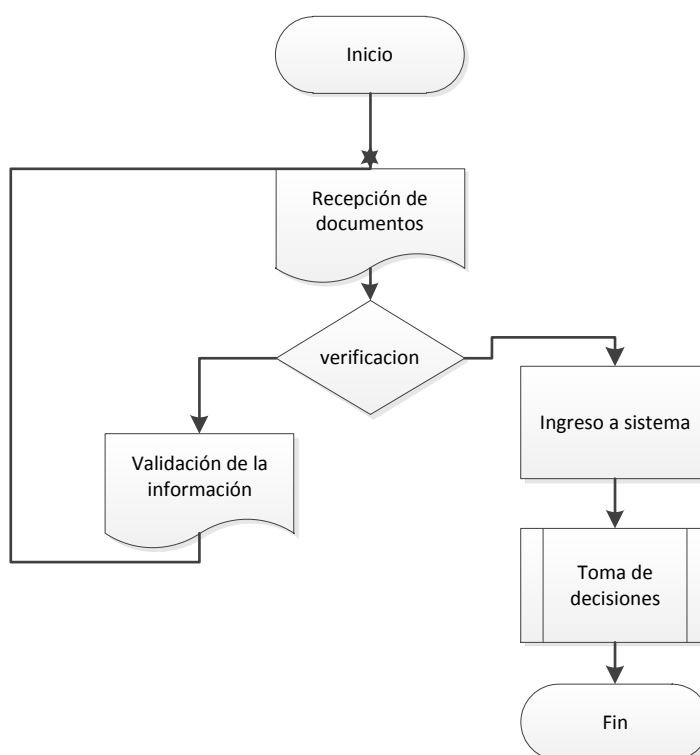 Inicio
Recepción de
documentos
verificacion
Ingreso a sistema
Validación de la
información
Toma de
decisiones
Fin